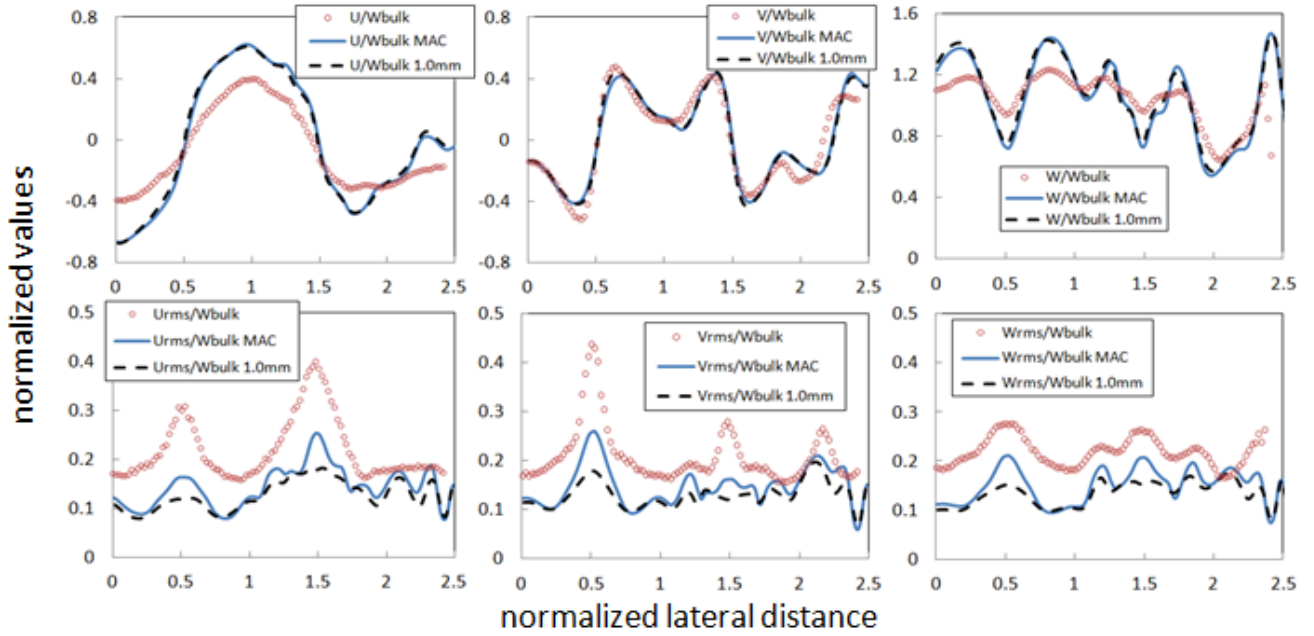 U/Wbulk
U/Wbulk MAC
U/Wbulk 1.0mm
0.8
0.4
0
-0.4
-0.8
0 0.5 1 1.5 2 2.5
V/Wbulk
V/Wbulk MAC
V/Wbulk 1.0mm
0.8
0.4
0
-0.4
-0.8
0 0.5 1 1.5 2 2.5
1.6
1.2
0.8
0.4
0
W/Wbulk
W/Wbulk MAC
W/Wbulk 1.0mm
0 0.5 1 1.5 2 2.5
normalized values
Urms/Wbulk
Urms/Wbulk MAC
Urms/Wbulk 1.0mm
0.5
0.4
0.3
0.2
0.1
0
0 0.5 1 1.5 2 2.5
Vrms/Wbulk
Vrms/Wbulk MAC
Vrms/Wbulk 1.0mm
0.5
0.4
0.3
0.2
0.1
0
0 0.5 1 1.5 2 2.5
Wrms/Wbulk
Wrms/Wbulk MAC
Wrms/Wbulk 1.0mm
0.5
0.4
0.3
0.2
0.1
0
0 0.5 1 1.5 2 2.5
normalized lateral distance